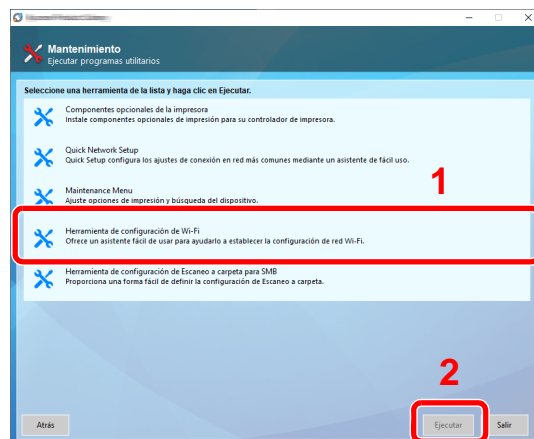 Mantenimiento
Ejecutar programas utilitarios
Seleccione una herramienta de la lista y haga clic en Ejecutar.
Componentes opcionales de la impresora
Instale componentes opcionales de impresión para su controlador de impresora.
Quick Network Setup
Quick Setup configura los ajustes de conexión en red más comunes mediante un asistente de fácil uso.
1
Maintenance Menu
Ajuste opciones de impresión y búsqueda del dispositivo.
Herramienta de configuración de Wi-Fi
Ofrece un asistente fácil de usar para ayudarlo a establecer la configuración de red Wi-Fi.
Herramienta de configuración de Escaneo a carpeta para SMB
Proporciona una forma fácil de definir la configuración de Escaneo a carpeta.
2
Atrás
Ejecutar
Salir